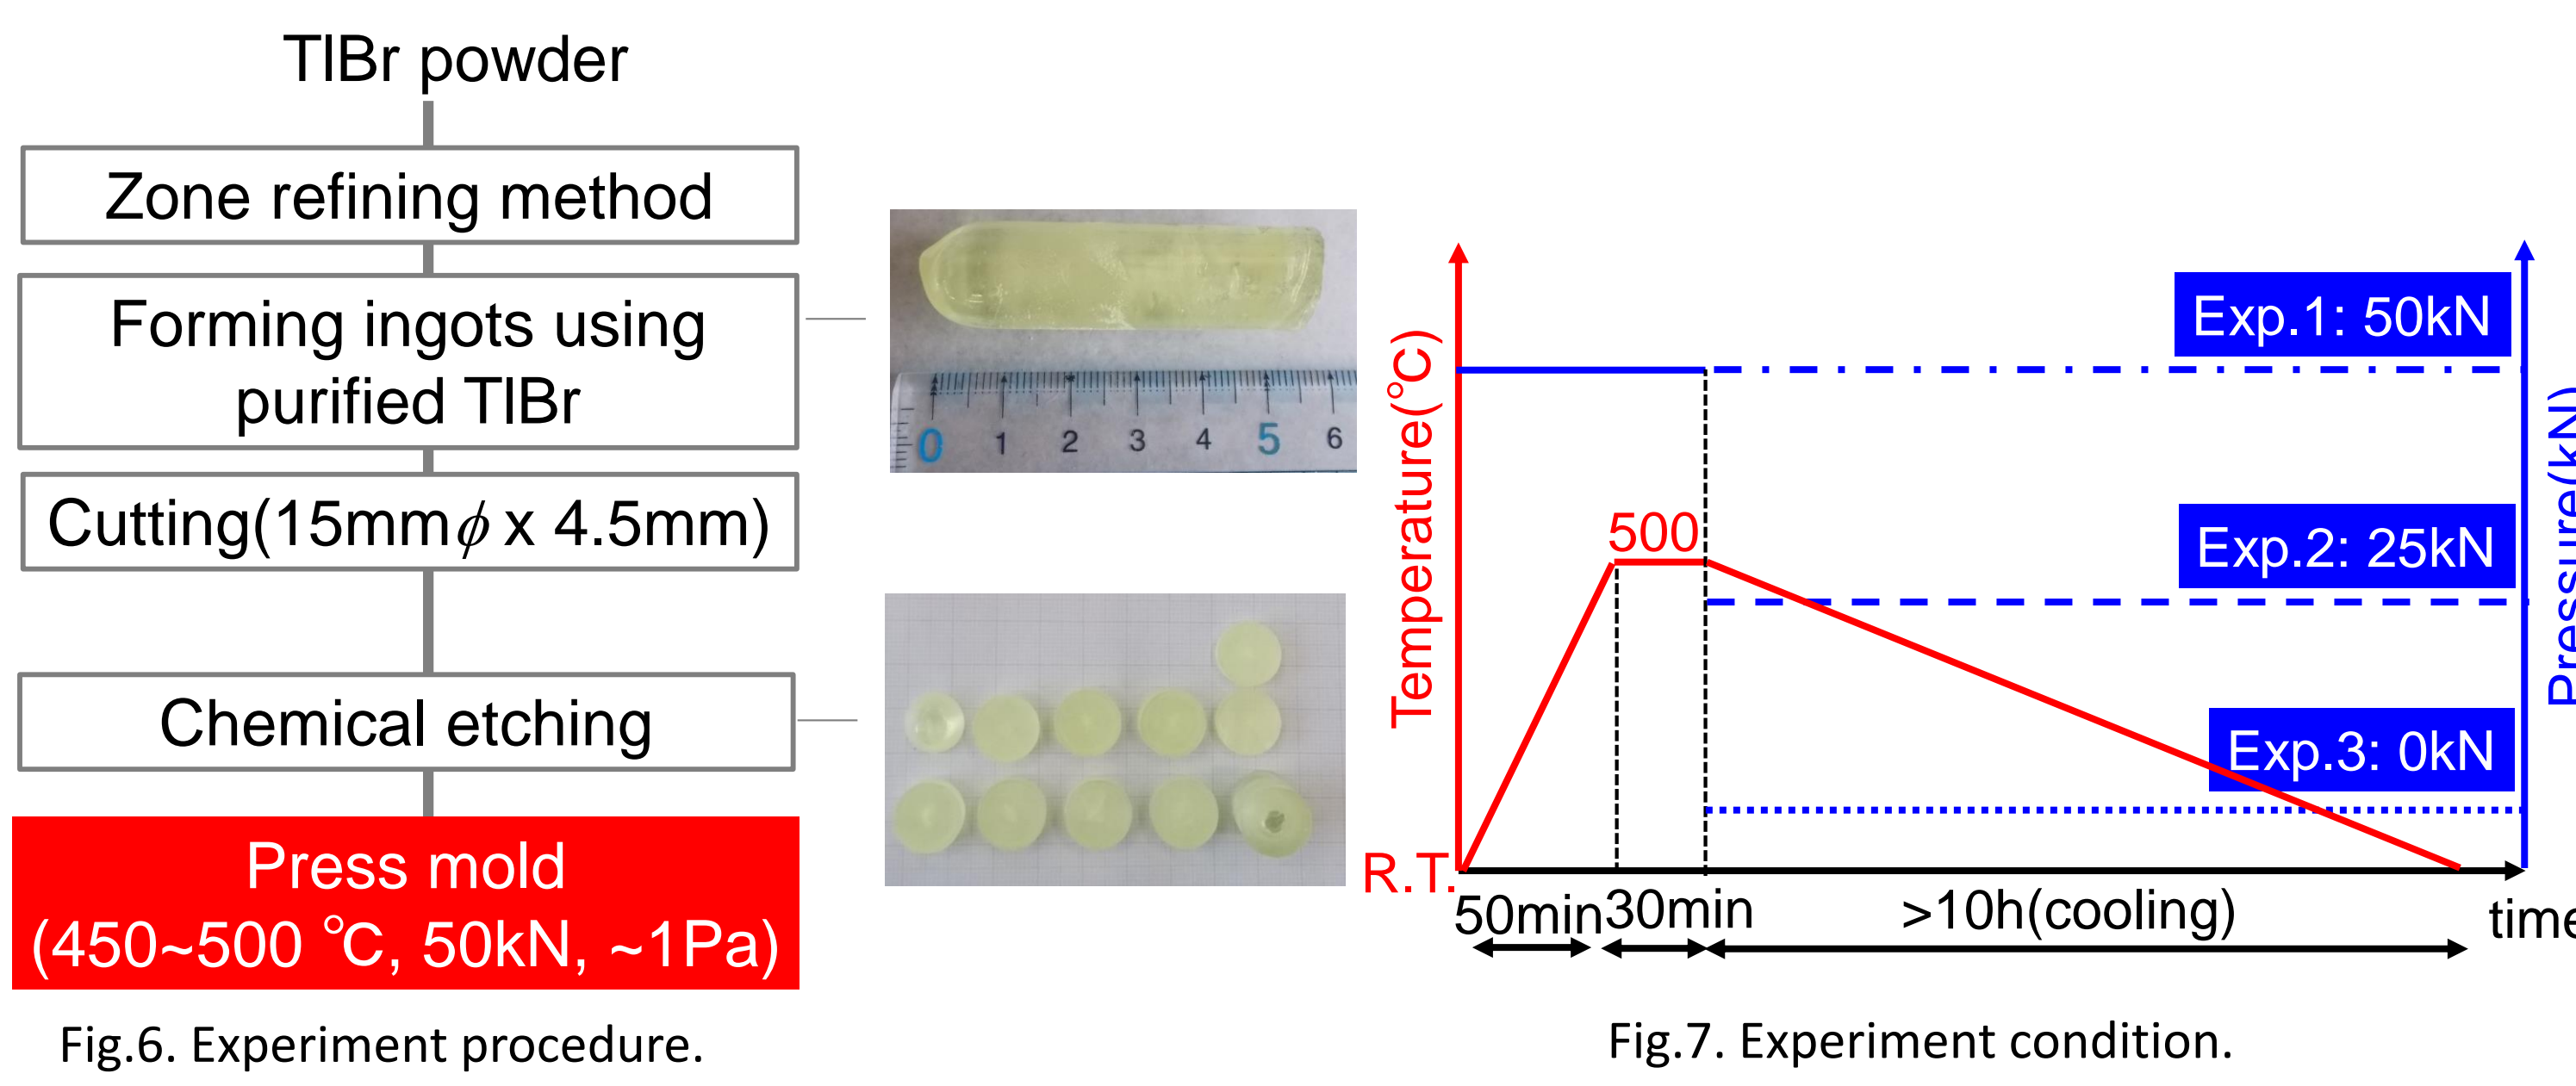 TlBr powder
Zone refining method
Forming ingots using
purified TlBr
Cutting(15mmϕ x 4.5mm)
Chemical etching
Press mold
(450~500 ℃, 50kN, ~1Pa)
Fig.6. Experiment procedure.
0 1 2 3 4 5 6
Temperature(℃)
500
R.T.
Exp.1: 50kN
Exp.2: 25kN
Exp.3: 0kN
Pressure(kN)
50min 30min >10h(cooling)
time
Fig.7. Experiment condition.